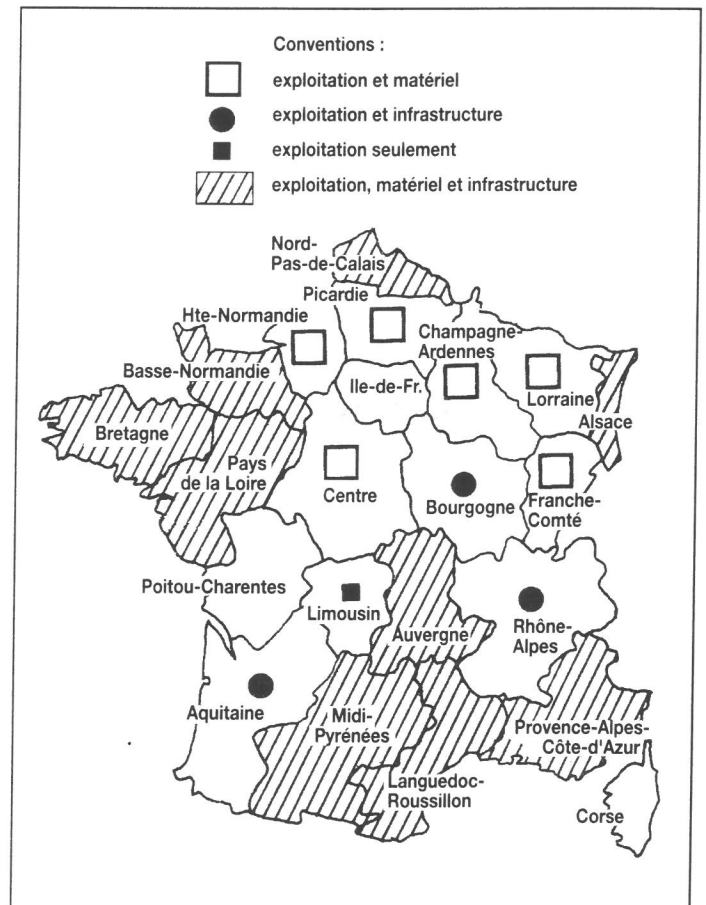 Conventions :
exploitation et matériel
exploitation et infrastructure
exploitation seulement
exploitation, matériel et infrastructure
Nord-
Pas-de-Calais
Picardie
Hte-Normandie
Champagne-
Ardennes
Basse-Normandie
Ile-de-Fr.
Lorraine
Alsace
Bretagne
Pays
de la Loire
Centre
Bourgogne
Franche-
Comté
Poitou-Charentes
Limousin
Auvergne
Rhône-
Alpes
Aquitaine
Midi-
Pyrénées
Provence-Alpes-
Côte-d'Azur
Languedoc-
Roussillon
Corse